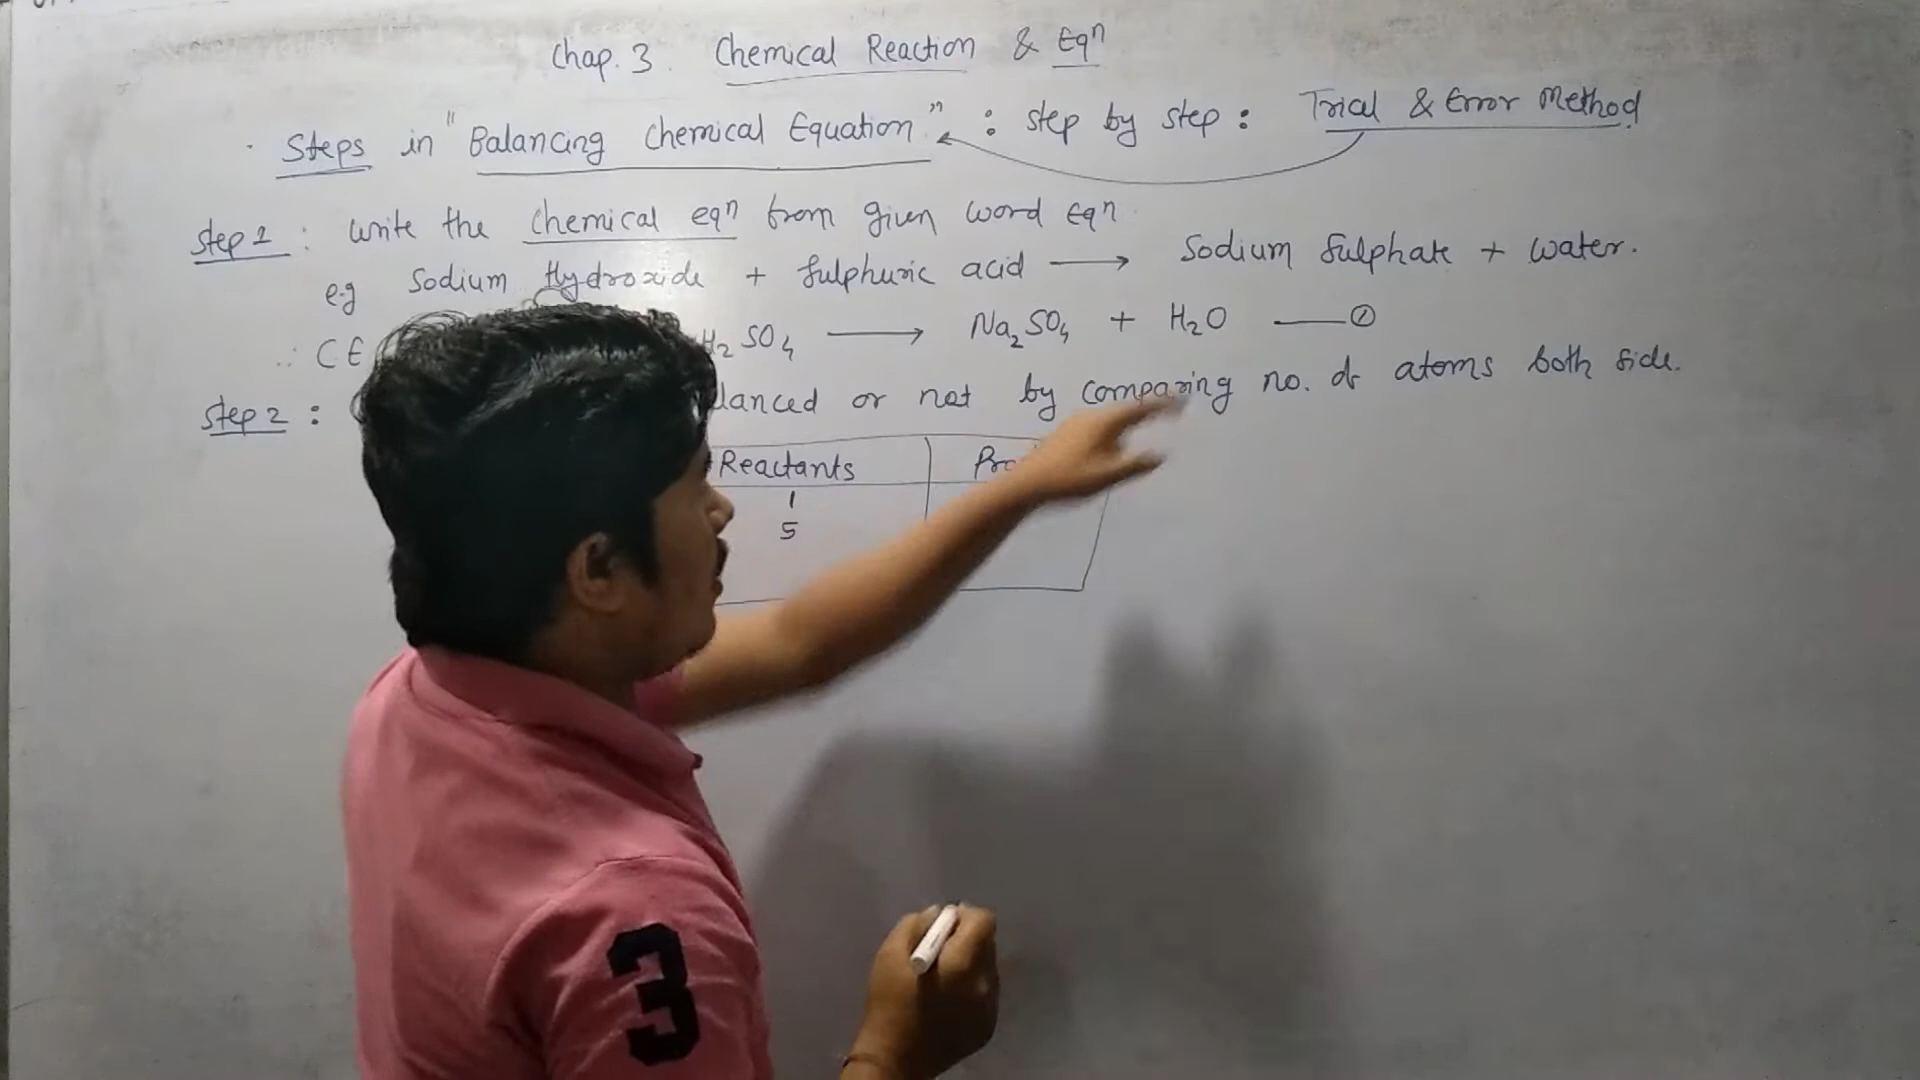 Chap. 3 Chemical Reaction & Eqn
Steps in "Balancing Chemical Equation" : step by step : Trial & Error Method
Step 1 : Write the chemical eqn from given word Eqn
e.g Sodium Hydroxide + Sulphuric acid ⟶ Sodium Sulphate + Water.
∴ CE H₂SO₄ ⟶ Na₂SO₄ + H₂O —①
Step 2 : or not by comparing no. of atoms both side.
Reactants
1
5
3